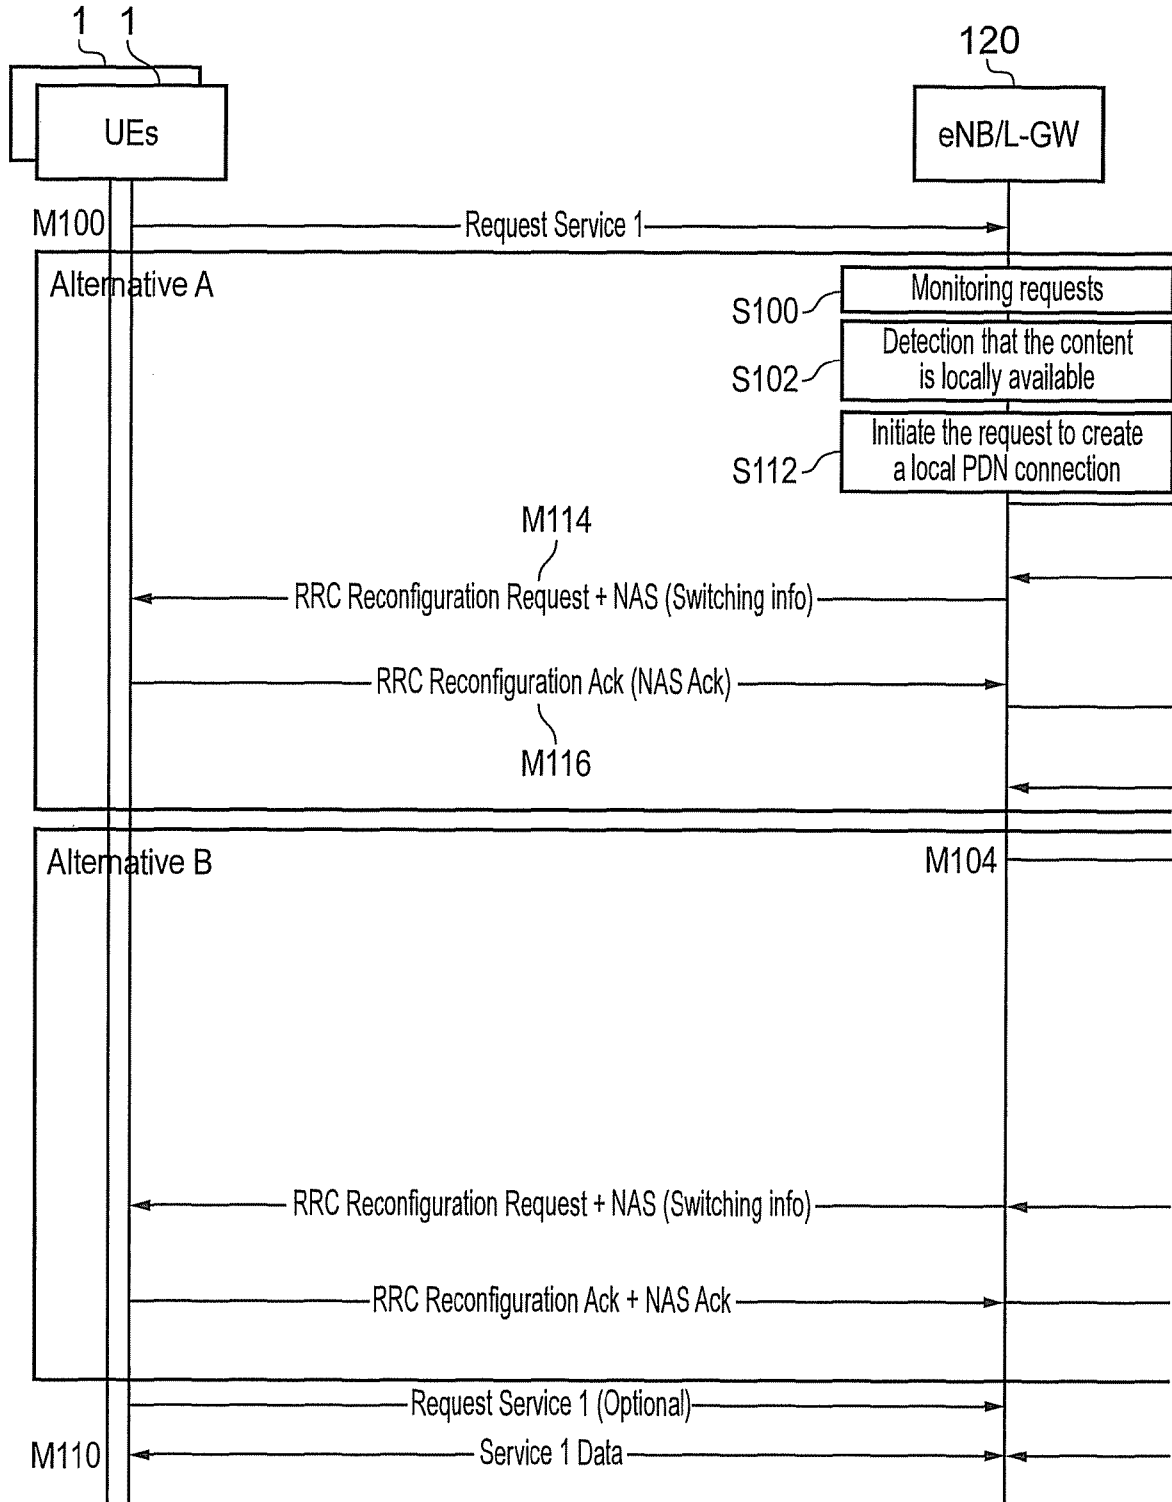 1 1
120
UEs
eNB/L-GW
M100
Request Service 1
Alternative A
Monitoring requests
S100
Detection that the content
is locally available
S102
Initiate the request to create
a local PDN connection
S112
M114
RRC Reconfiguration Request + NAS (Switching info)
RRC Reconfiguration Ack (NAS Ack)
M116
Alternative B
M104
RRC Reconfiguration Request + NAS (Switching info)
RRC Reconfiguration Ack + NAS Ack
Request Service 1 (Optional)
M110
Service 1 Data